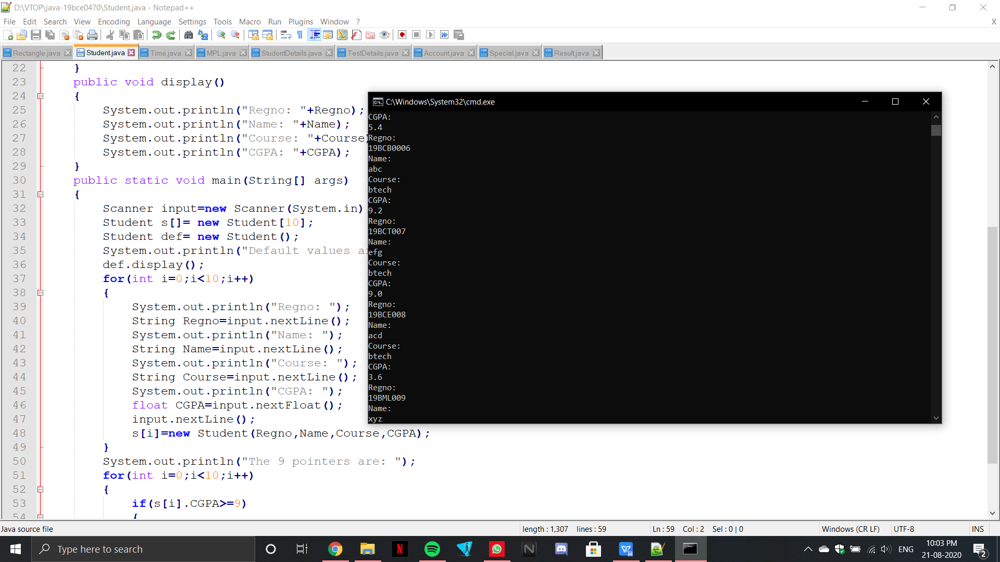 D:\VTOP\java-19bce0470\Student.java - Notepad++
File Edit Search View Encoding Language Settings Tools Macro Run Plugins Window ? X
Rectangle.java Student.java Time.java MPL.java StudentDetails.java TestDetails.java Account.java Special.java Result.java
22 }
23 public void display()
24 {
25 System.out.println("Regno: "+Regno);
26 System.out.println("Name: "+Name);
27 System.out.println("Course: "+Course)
28 System.out.println("CGPA: "+CGPA);
29 }
30 public static void main(String[] args)
31 {
32 Scanner input=new Scanner(System.in)
33 Student s[]= new Student[10];
34 Student def= new Student();
35 System.out.println("Default values a
36 def.display();
37 for(int i=0;i<10;i++)
38 {
39 System.out.println("Regno: ");
40 String Regno=input.nextLine();
41 System.out.println("Name: ");
42 String Name=input.nextLine();
43 System.out.println("Course: ");
44 String Course=input.nextLine();
45 System.out.println("CGPA: ");
46 float CGPA=input.nextFloat();
47 input.nextLine();
48 s[i]=new Student(Regno,Name,Course,CGPA);
49 }
50 System.out.println("The 9 pointers are: ");
51 for(int i=0;i<10;i++)
52 {
53 if(s[i].CGPA>=9)
54 {
C:\Windows\System32\cmd.exe
CGPA:
5.4
Regno:
19BCB0006
Name:
abc
Course:
btech
CGPA:
9.2
Regno:
19BCT007
Name:
efg
Course:
btech
CGPA:
9.0
Regno:
19BCE008
Name:
acd
Course:
btech
CGPA:
3.6
Regno:
19BML009
Name:
xyz
Java source file length : 1,307 lines : 59 Ln : 59 Col : 2 Sel : 0 | 0 Windows (CR LF) UTF-8 INS
Type here to search
ENG
10:03 PM
21-08-2020
2